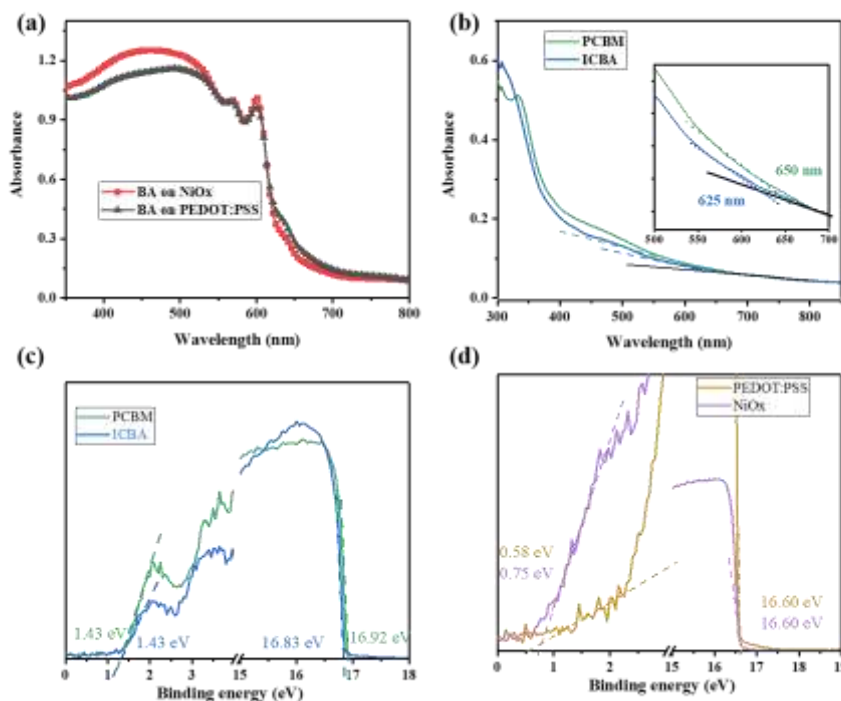 (a)
1.2
0.9
0.6
0.3
0.0
Absorbance
BA on NiOx
BA on PEDOT:PSS
400 500 600 700 800
Wavelength (nm)
(b)
0.6
0.4
0.2
0.0
Absorbance
PCBM
ICBA
650 nm
625 nm
500 550 600 650 700
300 400 500 600 700 800
Wavelength (nm)
(c)
PCBM
ICBA
1.43 eV
1.43 eV
16.83 eV
16.92 eV
0 1 2 3 15 16 17 18
Binding energy (eV)
(d)
PEDOT:PSS
NiOx
0.58 eV
0.75 eV
16.60 eV
16.60 eV
0 1 2 3 15 16 17 18 19
Binding energy (eV)